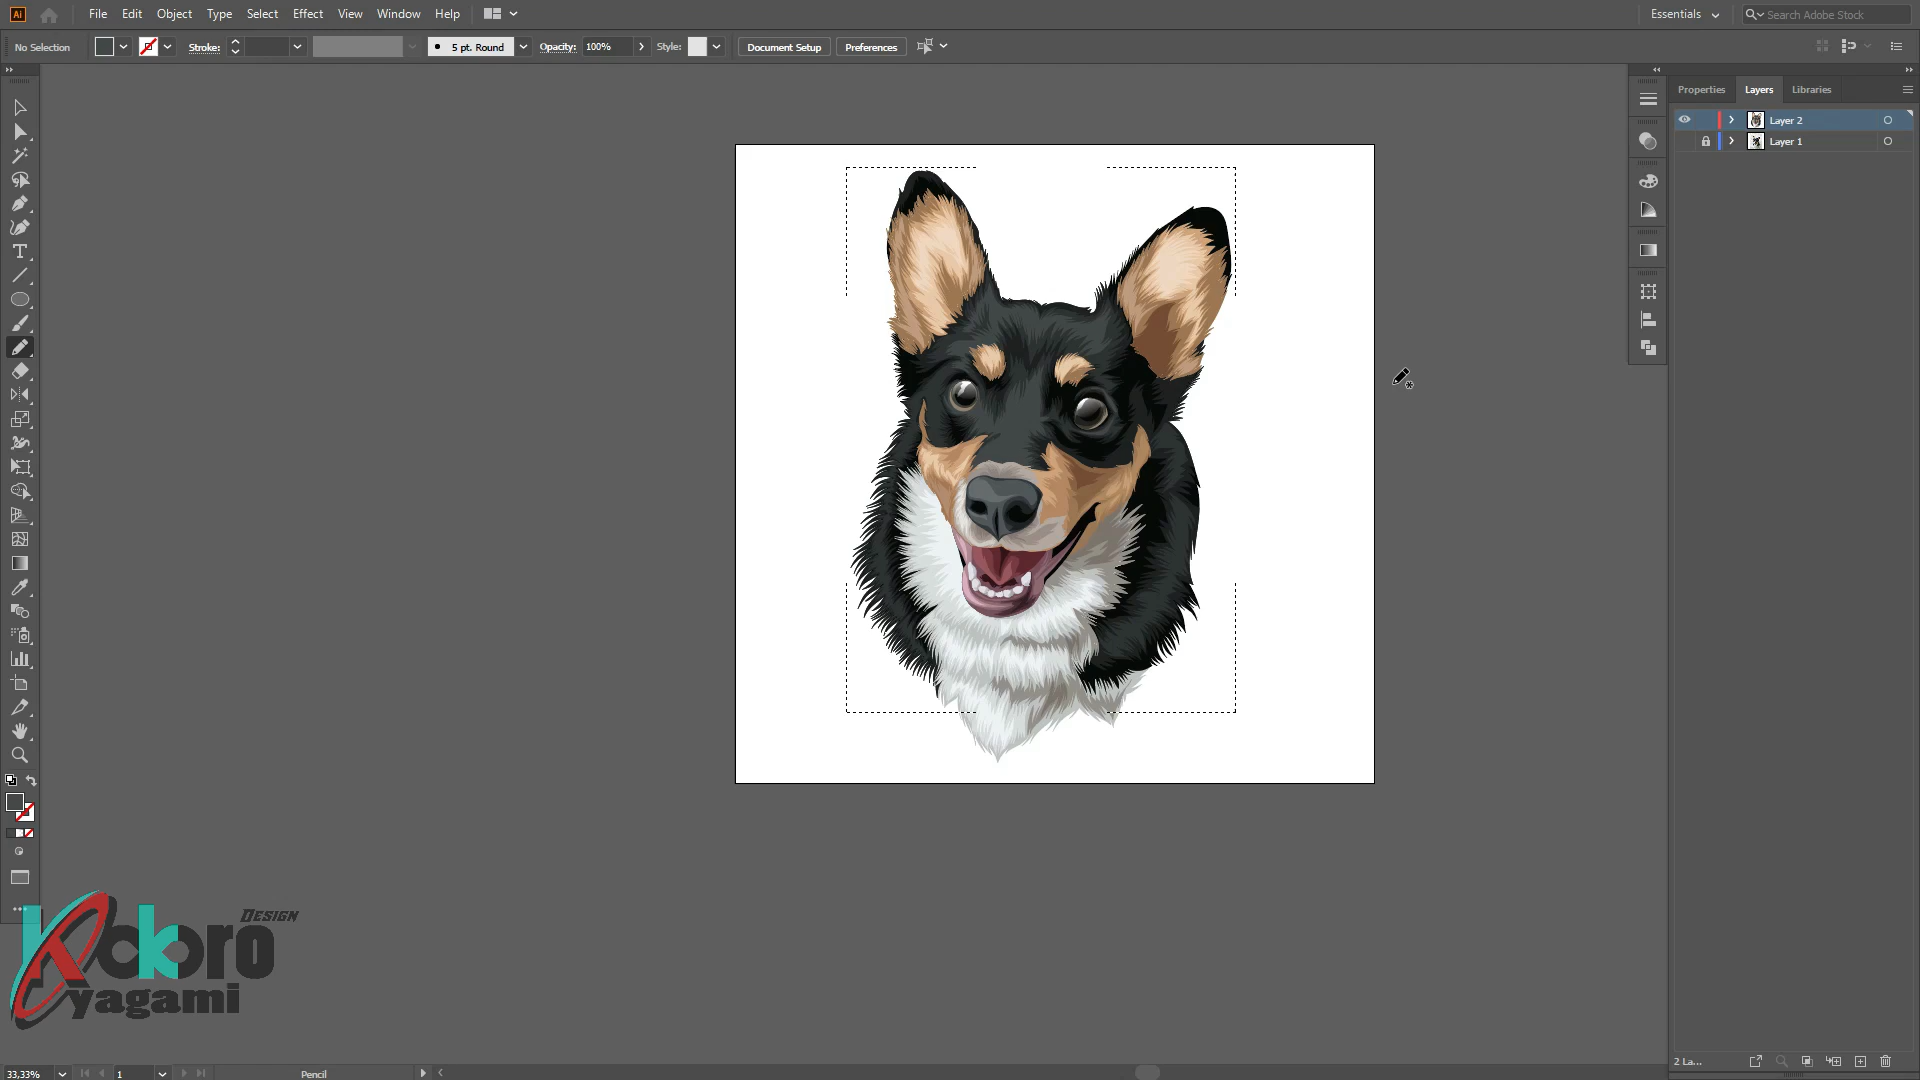 Ai File Edit Object Type Select Effect View Window Help Essentials Search Adobe Stock
No Selection Stroke: 5 pt. Round Opacity: 100% Style: Document Setup Preferences
Properties Layers Libraries
Layer 2
Layer 1
Design
Kokoro
yagami
2 La...
33,33% 1 Pencil